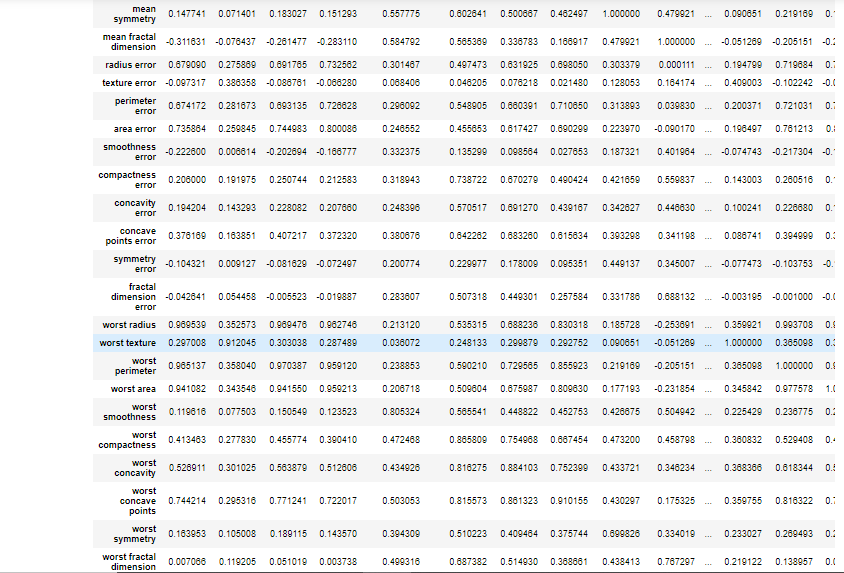 mean symmetry 0.147741 0.071401 0.183027 0.151293 0.557775 0.602641 0.500667 0.462497 1.000000 0.479921 ... 0.090651 0.219169 0.
mean fractal dimension -0.311631 -0.076437 -0.261477 -0.283110 0.584792 0.565369 0.336783 0.166917 0.479921 1.000000 ... -0.051269 -0.205151 -0.2
radius error 0.679090 0.275869 0.691765 0.732562 0.301467 0.497473 0.631925 0.698050 0.303379 0.000111 ... 0.194799 0.719684 0.7
texture error -0.097317 0.386358 -0.086761 -0.066280 0.068406 0.046205 0.076218 0.021480 0.128053 0.164174 ... 0.409003 -0.102242 -0.0
perimeter error 0.674172 0.281673 0.693135 0.726628 0.296092 0.548905 0.660391 0.710650 0.313893 0.039830 ... 0.200371 0.721031 0.7
area error 0.735864 0.259845 0.744983 0.800086 0.246552 0.455653 0.617427 0.690299 0.223970 -0.090170 ... 0.196497 0.761213 0.8
smoothness error -0.222600 0.006614 -0.202694 -0.166777 0.332375 0.135299 0.098564 0.027653 0.187321 0.401964 ... -0.074743 -0.217304 -0.
compactness error 0.206000 0.191975 0.250744 0.212583 0.318943 0.738722 0.670279 0.490424 0.421659 0.559837 ... 0.143003 0.260516 0.
concavity error 0.194204 0.143293 0.228082 0.207660 0.248396 0.570517 0.691270 0.439167 0.342627 0.446630 ... 0.100241 0.226680 0.
concave points error 0.376169 0.163851 0.407217 0.372320 0.380676 0.642262 0.683260 0.615634 0.393298 0.341198 ... 0.086741 0.394999 0.3
symmetry error -0.104321 0.009127 -0.081629 -0.072497 0.200774 0.229977 0.178009 0.095351 0.449137 0.345007 ... -0.077473 -0.103753 -0.
fractal dimension error -0.042641 0.054458 -0.005523 -0.019887 0.283607 0.507318 0.449301 0.257584 0.331786 0.688132 ... -0.003195 -0.001000 -0.0
worst radius 0.969539 0.352573 0.969476 0.962746 0.213120 0.535315 0.688236 0.830318 0.185728 -0.253691 ... 0.359921 0.993708 0.9
worst texture 0.297008 0.912045 0.303038 0.287489 0.036072 0.248133 0.299879 0.292752 0.090651 -0.051269 ... 1.000000 0.365098 0.3
worst perimeter 0.965137 0.358040 0.970387 0.959120 0.238853 0.590210 0.729565 0.855923 0.219169 -0.205151 ... 0.365098 1.000000 0.9
worst area 0.941082 0.343546 0.941550 0.959213 0.206718 0.509604 0.675987 0.809630 0.177193 -0.231854 ... 0.345842 0.977578 1.0
worst smoothness 0.119616 0.077503 0.150549 0.123523 0.805324 0.565541 0.448822 0.452753 0.426675 0.504942 ... 0.225429 0.236775 0.2
worst compactness 0.413463 0.277830 0.455774 0.390410 0.472468 0.865809 0.754968 0.667454 0.473200 0.458798 ... 0.360832 0.529408 0.4
worst concavity 0.526911 0.301025 0.563879 0.512606 0.434926 0.816275 0.884103 0.752399 0.433721 0.346234 ... 0.368366 0.618344 0.5
worst concave points 0.744214 0.295316 0.771241 0.722017 0.503053 0.815573 0.861323 0.910155 0.430297 0.175325 ... 0.359755 0.816322 0.7
worst symmetry 0.163953 0.105008 0.189115 0.143570 0.394309 0.510223 0.409464 0.375744 0.699826 0.334019 ... 0.233027 0.269493 0.2
worst fractal dimension 0.007066 0.119205 0.051019 0.003738 0.499316 0.687382 0.514930 0.368661 0.438413 0.767297 ... 0.219122 0.138957 0.0